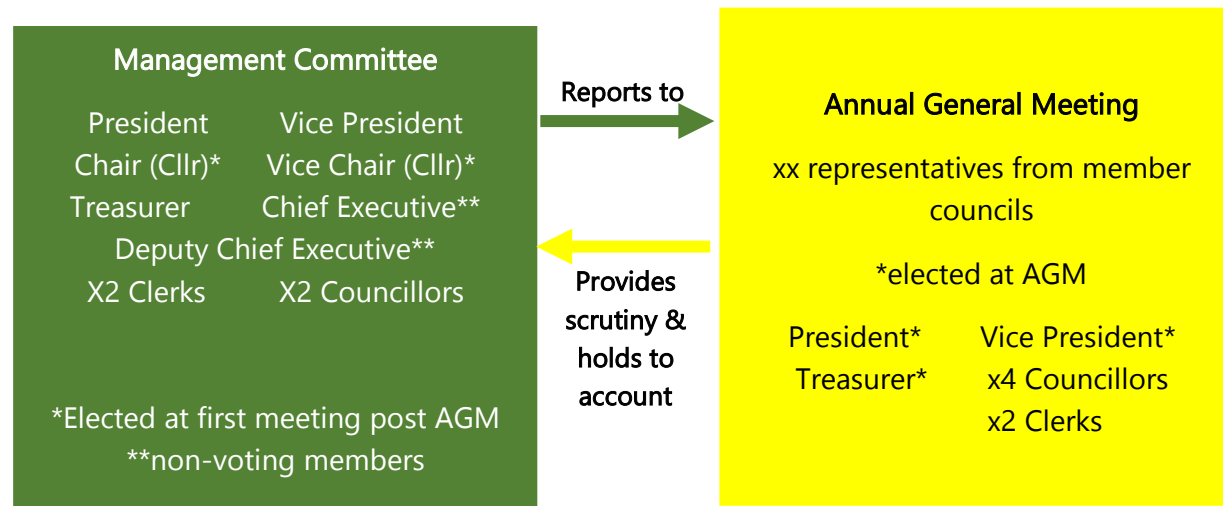 Management Committee
President Vice President
Chair (Cllr)* Vice Chair (Cllr)*
Treasurer Chief Executive**
Deputy Chief Executive**
X2 Clerks X2 Councillors
*Elected at first meeting post AGM
**non-voting members
Reports to
Provides
scrutiny &
holds to
account
Annual General Meeting
xx representatives from member
councils
*elected at AGM
President* Vice President*
Treasurer* x4 Councillors
x2 Clerks